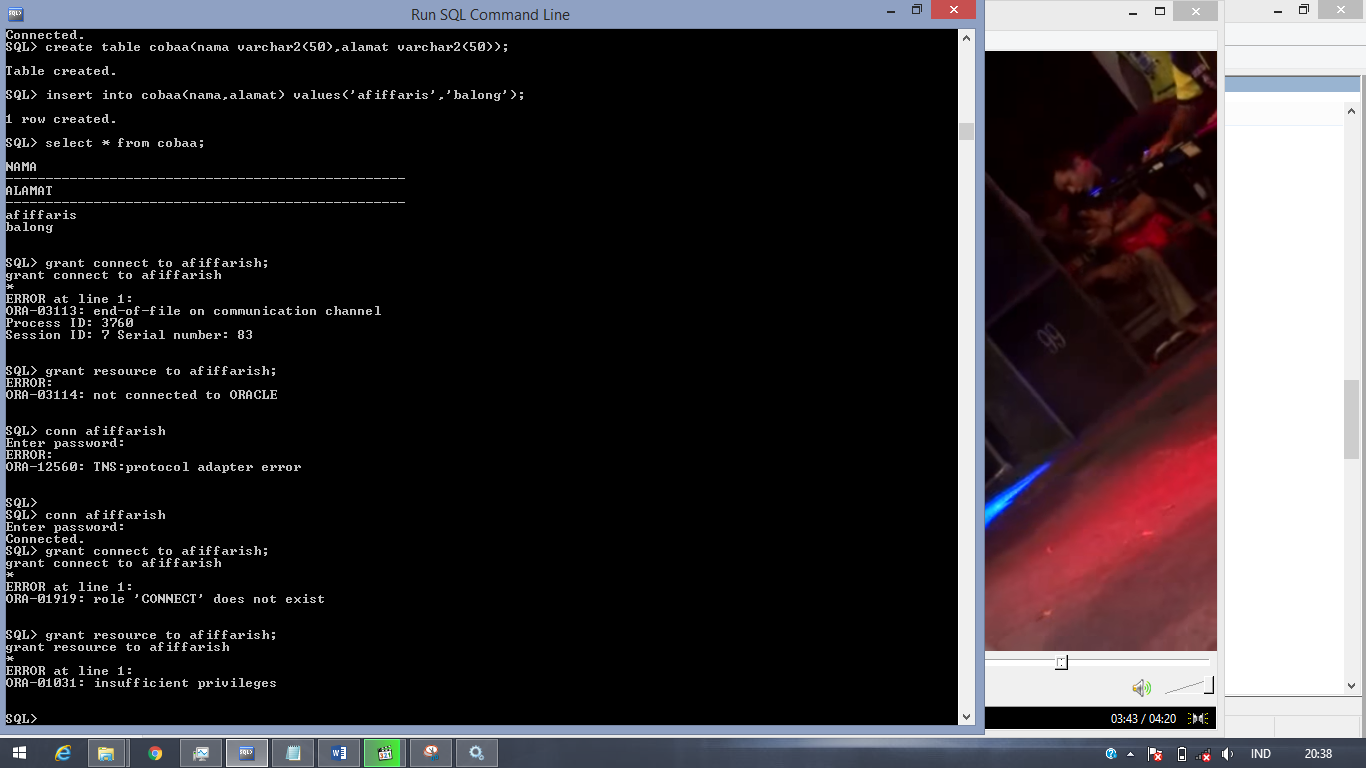 Run SQL Command Line
Connected.
SQL> create table cobaa(nama varchar2(50),alamat varchar2(50));
Table created.
SQL> insert into cobaa(nama,alamat) values('afiffaris','balong');
1 row created.
SQL> select * from cobaa;
NAMA
--------------------------------------------------
ALAMAT
--------------------------------------------------
afiffaris
balong
SQL> grant connect to afiffarish;
grant connect to afiffarish
*
ERROR at line 1:
ORA-03113: end-of-file on communication channel
Process ID: 3760
Session ID: 7 Serial number: 83
SQL> grant resource to afiffarish;
ERROR:
ORA-03114: not connected to ORACLE
SQL> conn afiffarish
Enter password:
ERROR:
ORA-12560: TNS:protocol adapter error
SQL>
SQL> conn afiffarish
Enter password:
Connected.
SQL> grant connect to afiffarish;
grant connect to afiffarish
*
ERROR at line 1:
ORA-01919: role 'CONNECT' does not exist
SQL> grant resource to afiffarish;
grant resource to afiffarish
*
ERROR at line 1:
ORA-01031: insufficient privileges
SQL>
03:43 / 04:20
IND
20:38